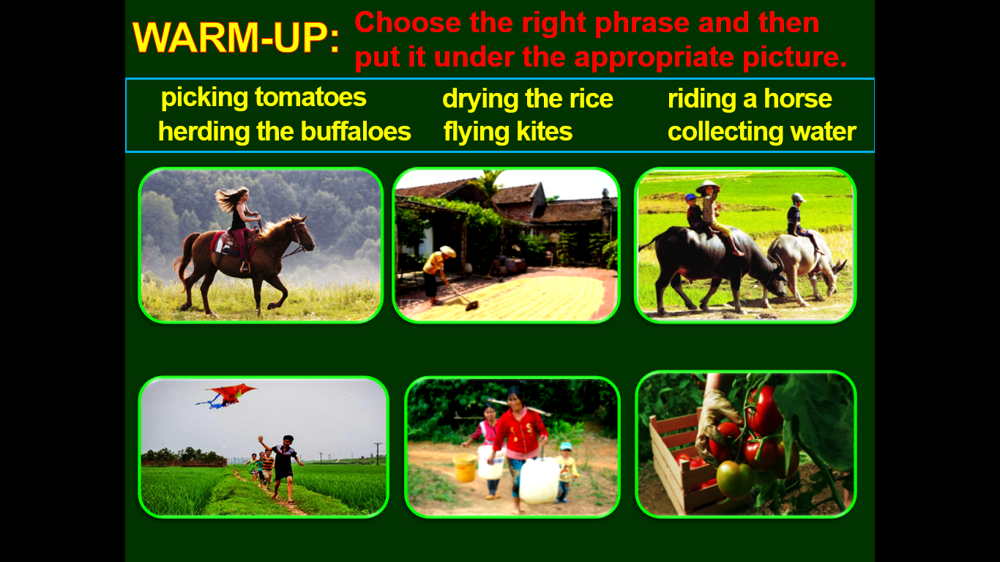 WARM-UP:
Choose the right phrase and then
put it under the appropriate picture.
picking tomatoes
drying the rice
riding a horse
herding the buffaloes
flying kites
collecting water